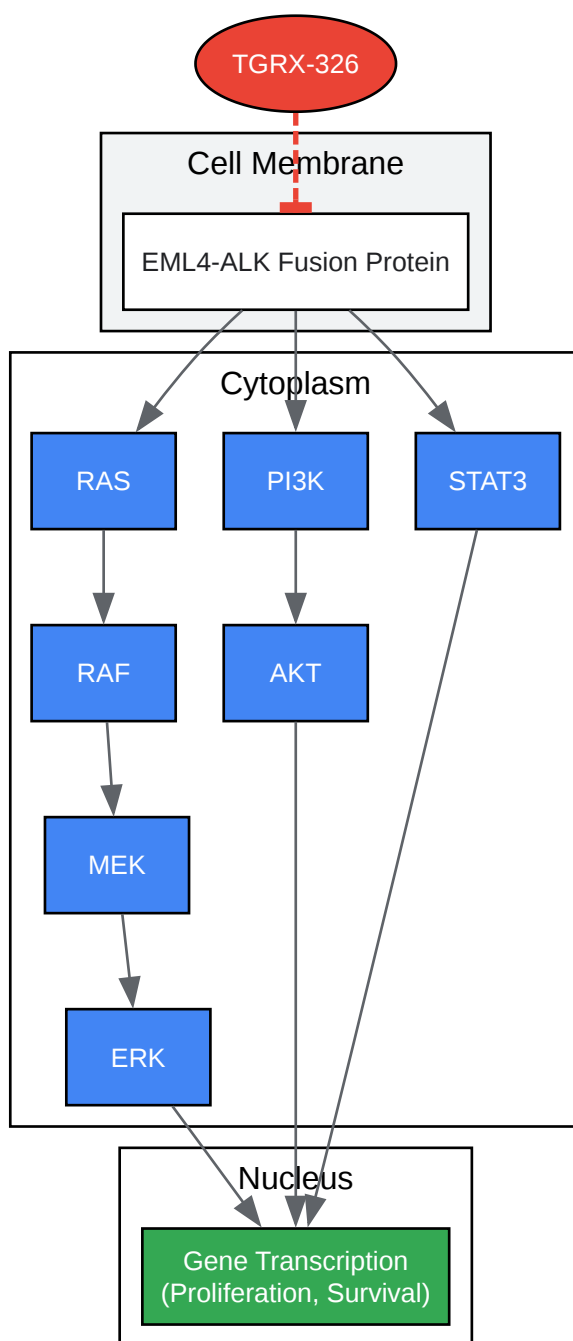 TGRX-326
Cell Membrane
EML4-ALK Fusion Protein
Cytoplasm
RAS
PI3K
STAT3
RAF
AKT
MEK
ERK
Nucleus
Gene Transcription
(Proliferation, Survival)